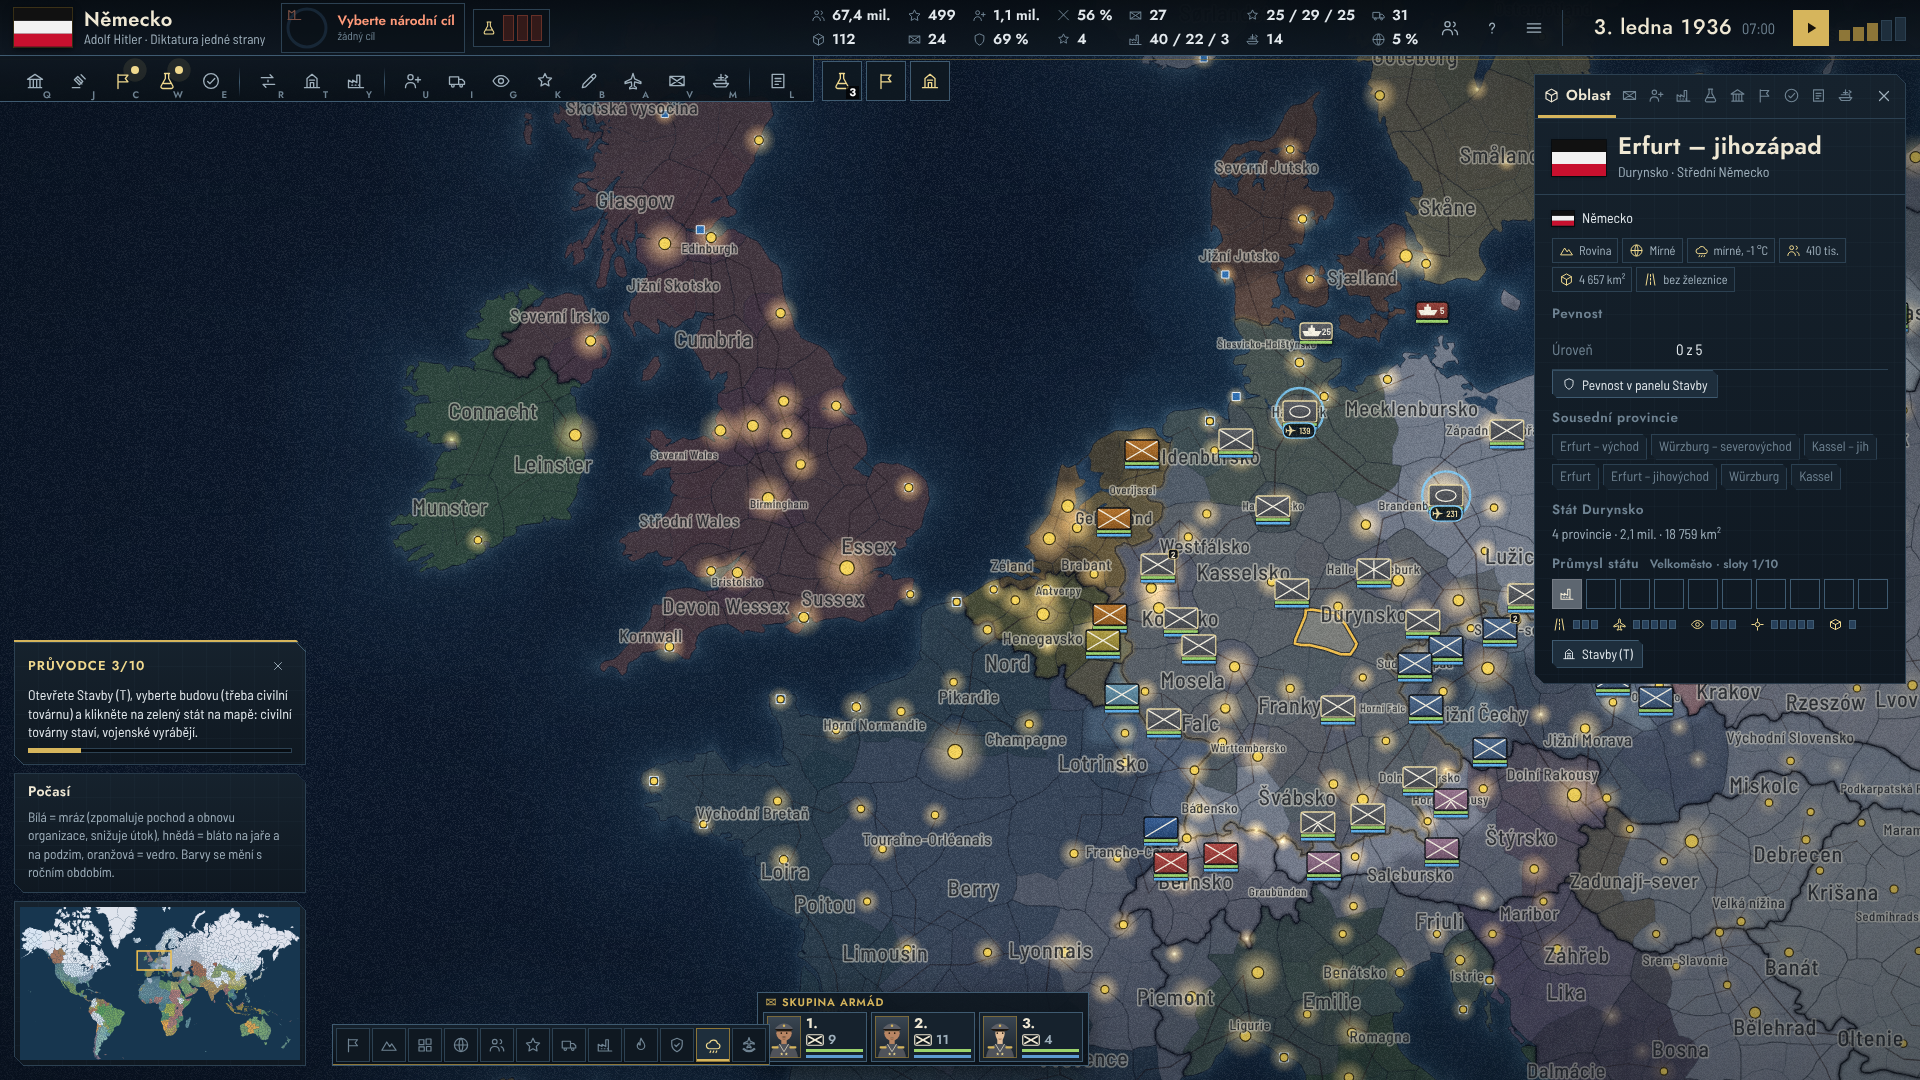 Německo
Adolf Hitler · Diktatura jedné strany
Vyberte národní cíl
žádný cíl
67,4 mil.
499
1,1 mil.
56 %
27
25 / 29 / 25
31
112
24
69 %
4
40 / 22 / 3
14
5 %
?
3. ledna 1936 07:00
Q
J
C
W
E
R
T
Y
U
I
G
K
B
A
V
M
L
3
Oblast
Erfurt – jihozápad
Durynsko · Střední Německo
Německo
Rovina
Mírné
mírné, -1 °C
410 tis.
4 657 km²
bez železnice
Pevnost
Úroveň 0 z 5
Pevnost v panelu Stavby
Sousední provincie
Erfurt – východ
Würzburg – severovýchod
Kassel – jih
Erfurt
Erfurt – jihovýchod
Würzburg
Kassel
Stát Durynsko
4 provincie · 2,1 mil. · 18 759 km²
Průmysl státu Velkoměsto · sloty 1/10
Stavby (T)
PRŮVODCE 3/10
Otevřete Stavby (T), vyberte budovu (třeba civilní
továrnu) a klikněte na zelený stát na mapě: civilní
továrny staví, vojenské vyrábějí.
Počasí
Bílá = mráz (zpomaluje pochod a obnovu
organizace, snižuje útok), hnědá = bláto na jaře a
na podzim, oranžová = vedro. Barvy se mění s
ročním obdobím.
SKUPINA ARMÁD
1.
9
2.
11
3.
4
Göteborg
Skotská vysočina
Glasgow
Edinburgh
Jižní Skotsko
Severní Irsko
Cumbria
Connacht
Leinster
Munster
Severní Wales
Birmingham
Střední Wales
Essex
Bristolsko
Devon
Wessex
Sussex
Kornwall
Severní Jutsko
Småland
Skåne
Jižní Jutsko
Sjælland
5
25
Šlesvicko-Holštýnsko
Mecklenbursko
139
231
Overijssel
Westfálsko
Kasselsko
Zéland
Brabant
Antverpy
Henegavsko
Nord
Durynsko
2
2
Pikardie
Mosela
Falc
Horní Falc
Jižní Čechy
Krakov
Rzeszów
Lvov
Horní Normandie
Champagne
Lotrinsko
Württembersko
Jižní Morava
Východní Slovensko
Dolní Rakousy
Miskolc
Podkarpatská
Švábsko
Bádensko
Východní Bretaň
Touraine-Orléanais
Franche-Comté
Štýrsko
Debrecen
Loira
Berry
Poitou
Bernsko
Graubünden
Salcbursko
Zadunají-sever
Krišana
Velká nížina
Limousin
Lyonnais
Friuli
Maribor
Záhřeb
Srem-Slavonie
Banát
Benátsko
Istrie
Lika
Piemont
Emilie
Ligurie
Romagna
Bělehrad
Oltenie
Bosna
Dalmácie